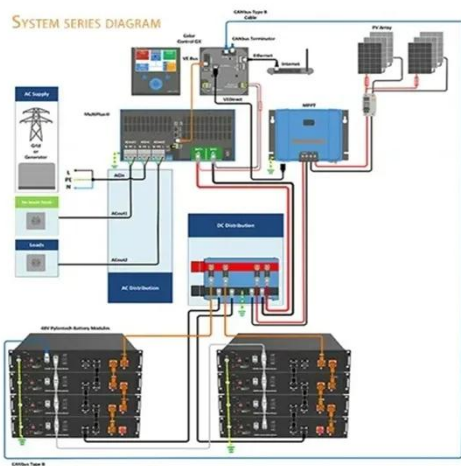 SYSTEM SERIES DIAGRAM
CANbus Type B
Cable
PV Array
Color
Control GX
CANbus Terminator
Ethernet
Internet
VE Bus
AC Supply
VE Direct
MPPT
MultiPlus-II
Grid
or
Generator
L
PE
N
ACin
ACout1
Loads
DC Distribution
ACout2
AC Distribution
48V Pylontech Battery Modules
CANbus Type B